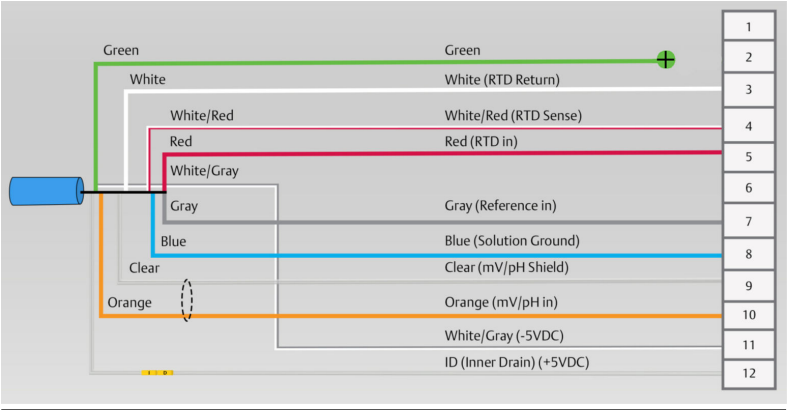 1
Green Green 2
White White (RTD Return) 3
White/Red White/Red (RTD Sense) 4
Red Red (RTD in) 5
White/Gray 6
Gray Gray (Reference in) 7
Blue Blue (Solution Ground) 8
Clear Clear (mV/pH Shield) 9
Orange Orange (mV/pH in) 10
White/Gray (-5VDC) 11
ID (Inner Drain) (+5VDC) 12
I D